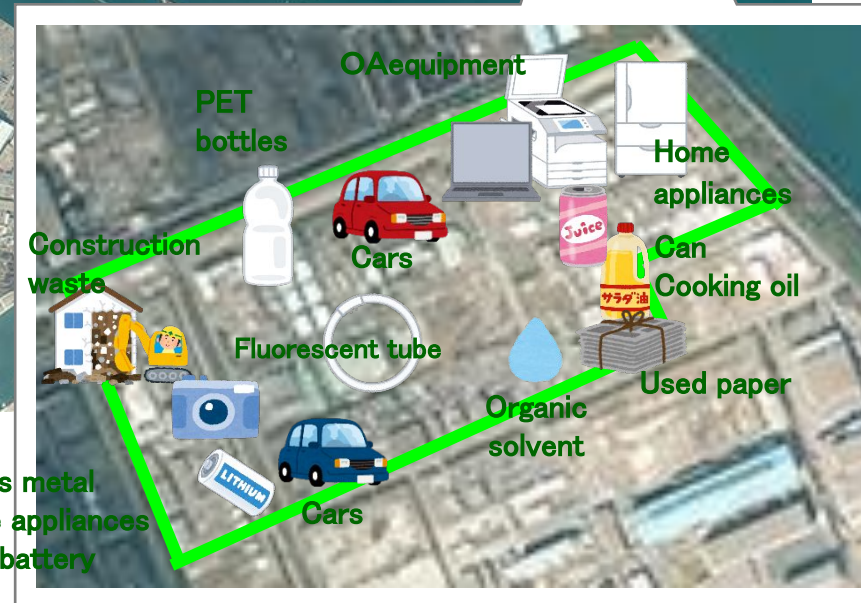 OAequipment
PET
bottles
Home
appliances
Juice
Construction
waste
Cars
Can
Cooking oil
サラダ油
Fluorescent tube
Used paper
Organic
solvent
LITHIUM
s metal
appliances
battery
Cars